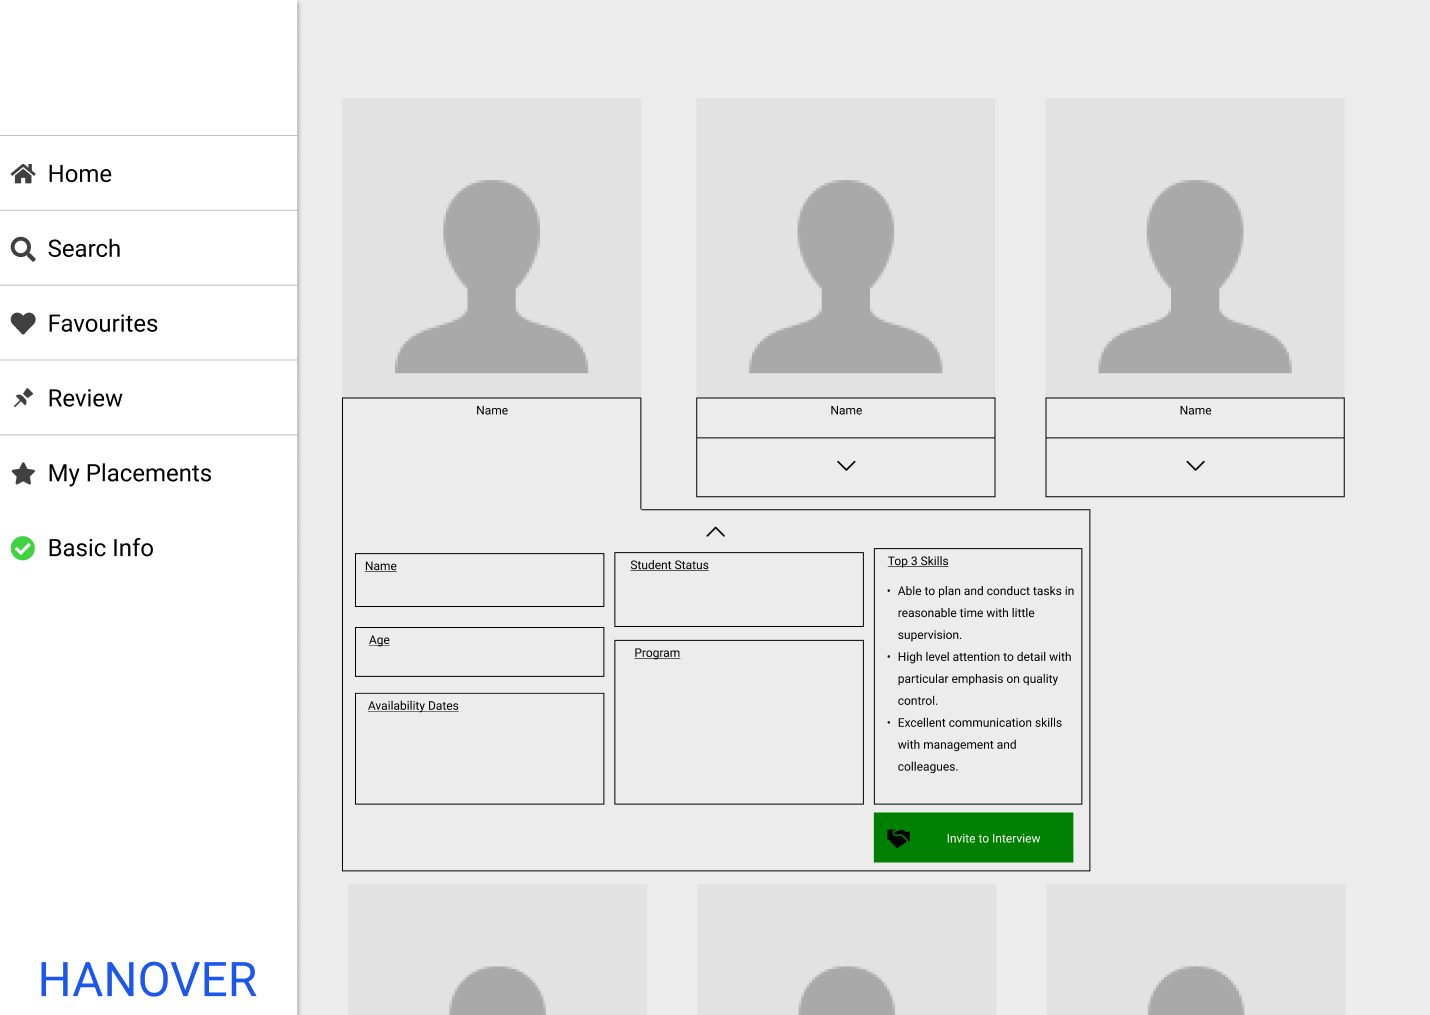 Home
Search
Favourites
Review
My Placements
Basic Info
HANOVER
Name
Name
Name
Name
Age
Availability Dates
Student Status
Program
Top 3 Skills
• Able to plan and conduct tasks in
reasonable time with little
supervision.
• High level attention to detail with
particular emphasis on quality
control.
• Excellent communication skills
with management and
colleagues.
Invite to Interview